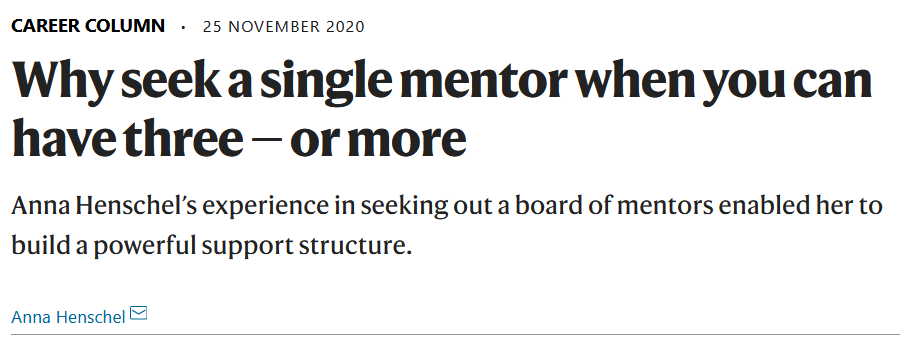 CAREER COLUMN · 25 NOVEMBER 2020
Why seek a single mentor when you can
have three — or more
Anna Henschel’s experience in seeking out a board of mentors enabled her to
build a powerful support structure.
Anna Henschel